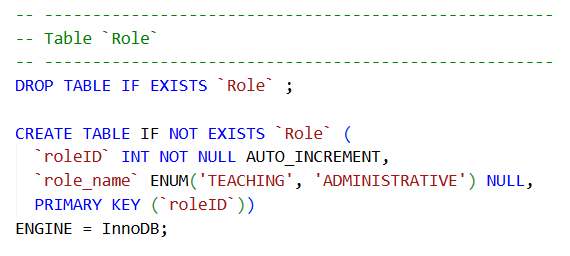 -- -----------------------------------------------------
-- Table `Role`
-- -----------------------------------------------------
DROP TABLE IF EXISTS `Role` ;
CREATE TABLE IF NOT EXISTS `Role` (
  `roleID` INT NOT NULL AUTO_INCREMENT,
  `role_name` ENUM('TEACHING', 'ADMINISTRATIVE') NULL,
  PRIMARY KEY (`roleID`))
ENGINE = InnoDB;